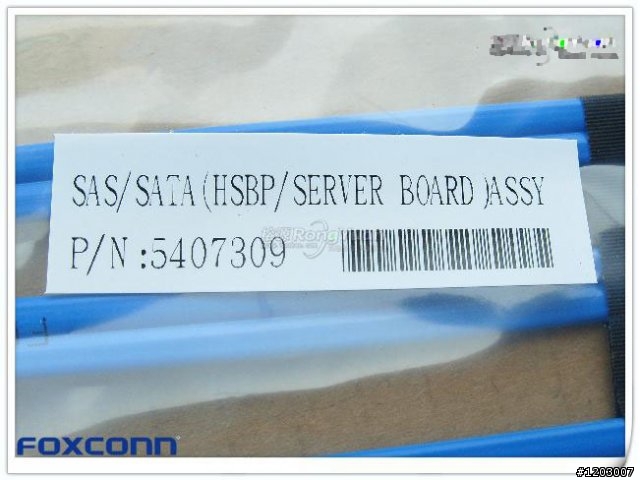 SAS/SATA(HSBP/SERVER BOARD)ASSY
P/N:5407309
FOXCONN
#1203007